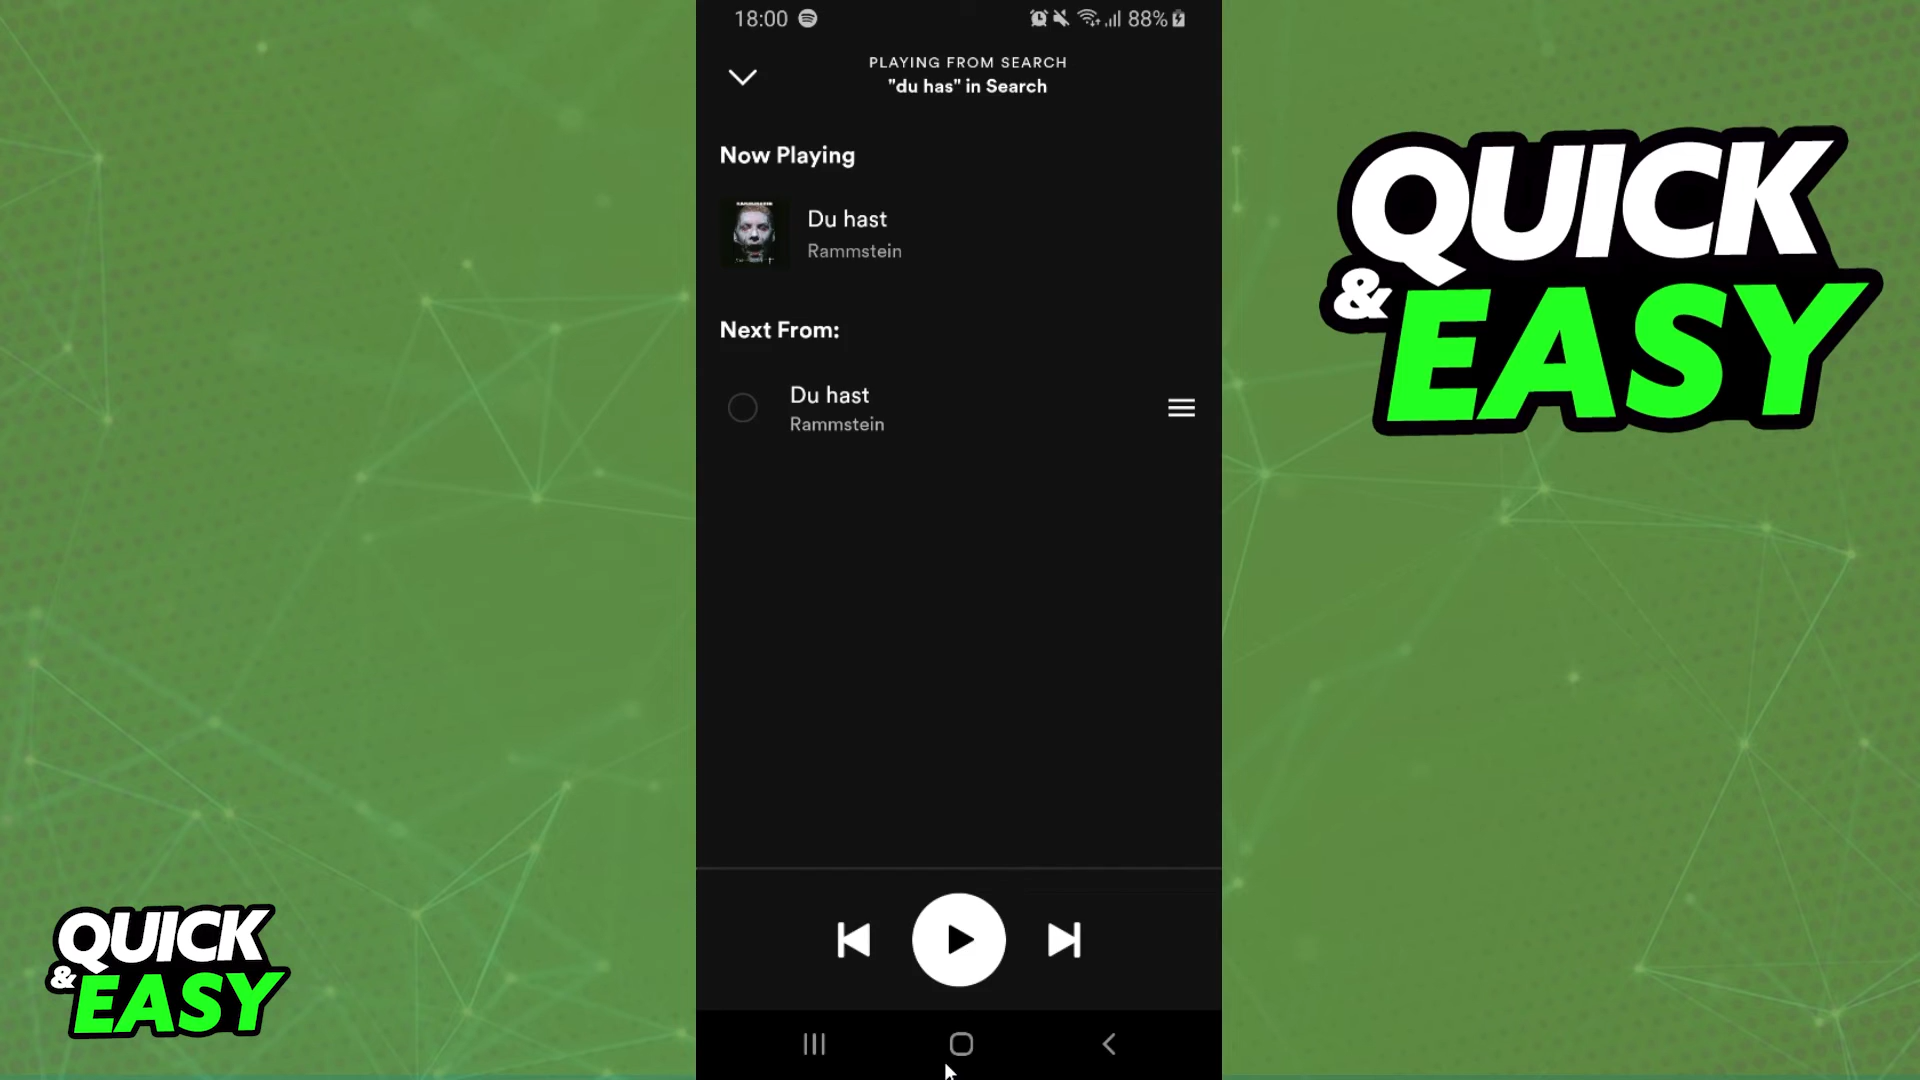 18:00
88%
PLAYING FROM SEARCH
"du has" in Search
Now Playing
Du hast
Rammstein
Next From:
Du hast
Rammstein
QUICK
& EASY
QUICK
& EASY